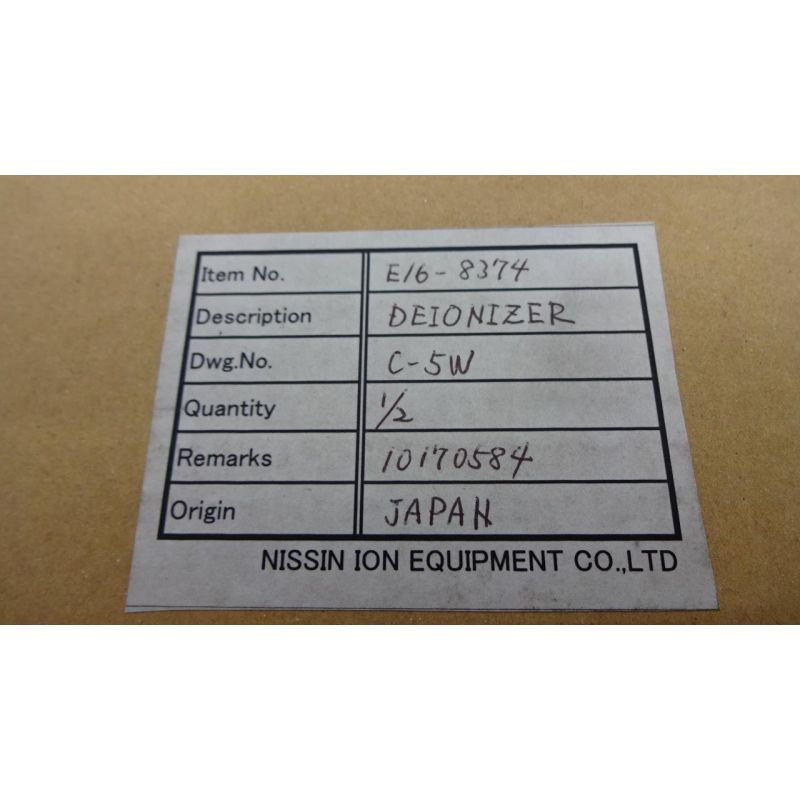 Item No. E16-8374
Description DEIONIZER
Dwg.No. C-5W
Quantity 1/2
Remarks 10170584
Origin JAPAN
NISSIN ION EQUIPMENT CO.,LTD